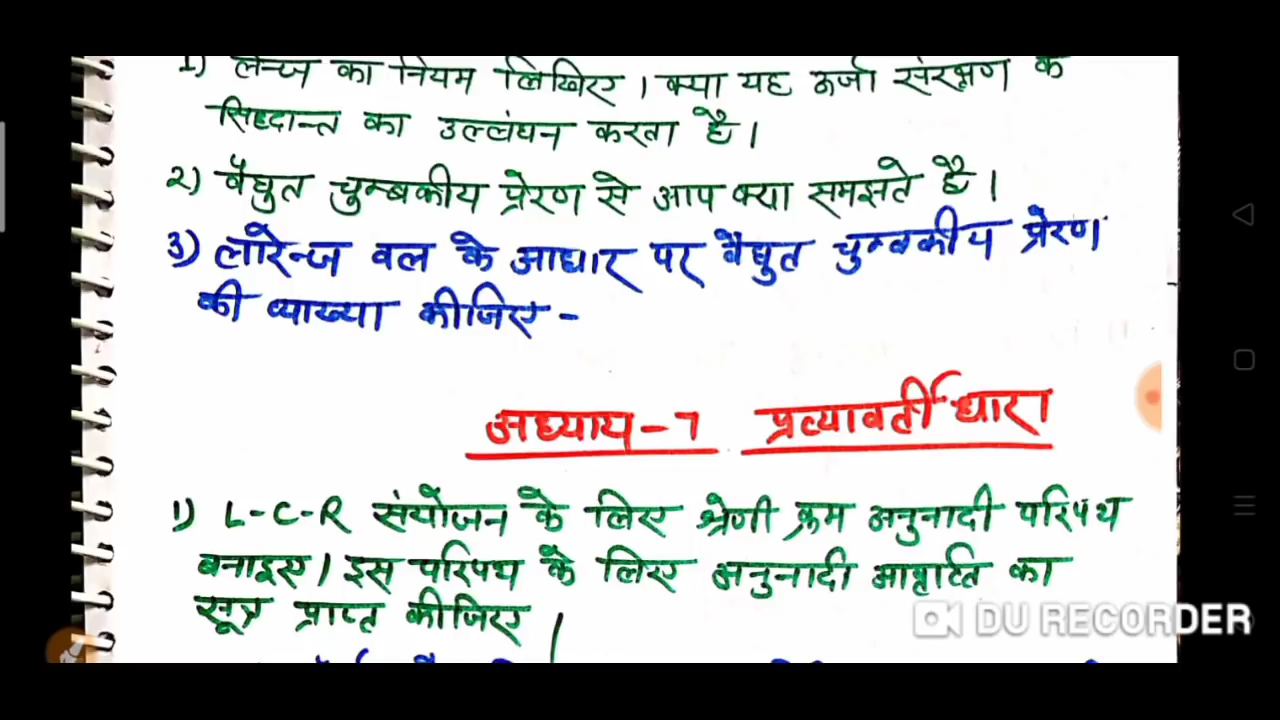 1) लेन्ज का नियम लिखिए। क्या यह ऊर्जा संरक्षण के
सिध्दान्त का उल्लंघन करता है।
2) वैद्युत चुम्बकीय प्रेरण से आप क्या समझते है।
3) लॉरेन्ज वल के आधार पर वैद्युत चुम्बकीय प्रेरण
की व्याख्या कीजिए -
अध्याय-7 प्रत्यावर्ती धारा
1) L-C-R संयोजन के लिए श्रेणी क्रम अनुनादी परिपथ
बनाइए। इस परिपथ के लिए अनुनादी आवृत्ति का
सूत्र प्राप्त कीजिए।
DU RECORDER